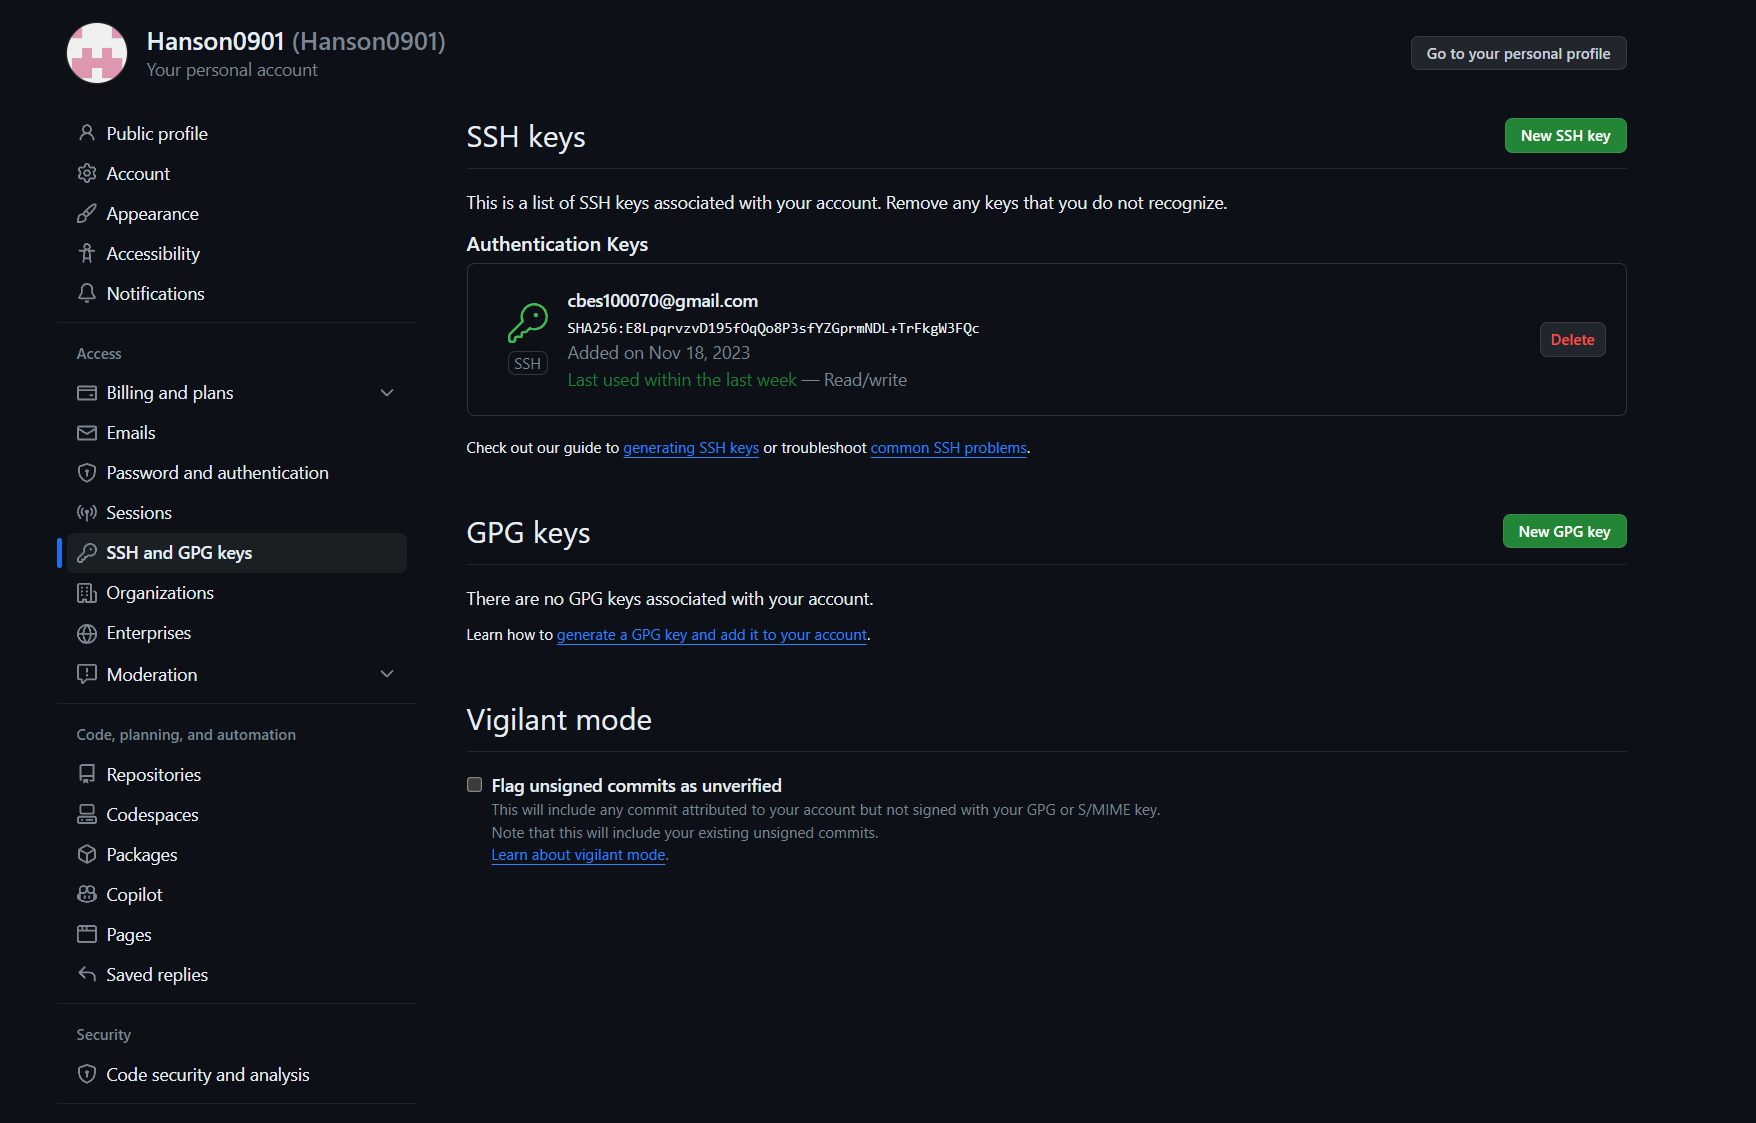 Hanson0901 (Hanson0901)
Your personal account
Go to your personal profile
Public profile
Account
Appearance
Accessibility
Notifications
Access
Billing and plans
Emails
Password and authentication
Sessions
SSH and GPG keys
Organizations
Enterprises
Moderation
Code, planning, and automation
Repositories
Codespaces
Packages
Copilot
Pages
Saved replies
Security
Code security and analysis
SSH keys
New SSH key
This is a list of SSH keys associated with your account. Remove any keys that you do not recognize.
Authentication Keys
cbes100070@gmail.com
SHA256:E8LpqrvzvD195fOqQo8P3sfYZGprmNDL+TrFkgW3FQc
SSH
Added on Nov 18, 2023
Last used within the last week — Read/write
Delete
Check out our guide to generating SSH keys or troubleshoot common SSH problems.
GPG keys
New GPG key
There are no GPG keys associated with your account.
Learn how to generate a GPG key and add it to your account.
Vigilant mode
Flag unsigned commits as unverified
This will include any commit attributed to your account but not signed with your GPG or S/MIME key.
Note that this will include your existing unsigned commits.
Learn about vigilant mode.